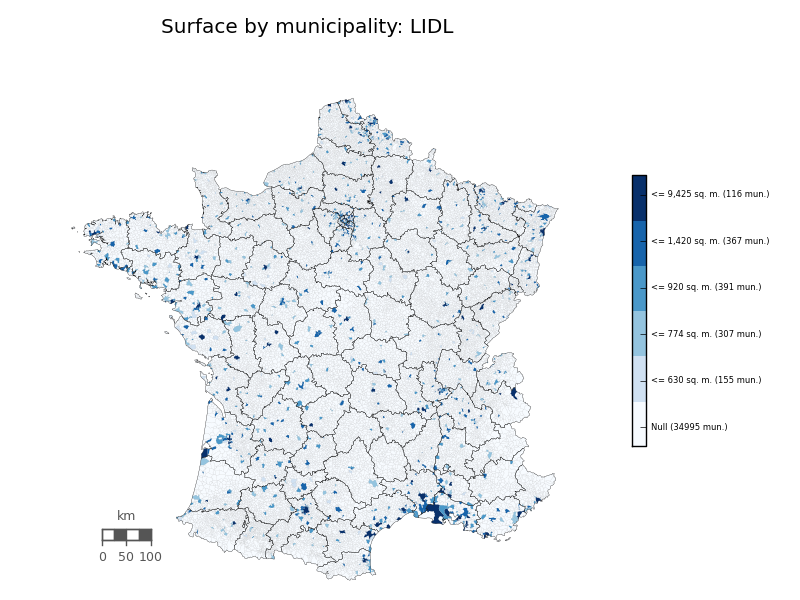 Surface by municipality: LIDL
<= 9,425 sq. m. (116 mun.)
<= 1,420 sq. m. (367 mun.)
<= 920 sq. m. (391 mun.)
<= 774 sq. m. (307 mun.)
<= 630 sq. m. (155 mun.)
Null (34995 mun.)
km
0 50 100